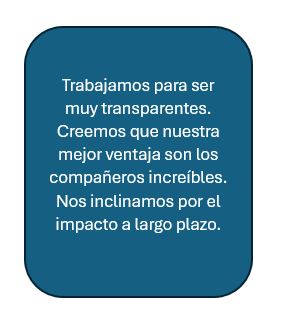 Trabajamos para ser
muy transparentes.
Creemos que nuestra
mejor ventaja son los
compañeros increíbles.
Nos inclinamos por el
impacto a largo plazo.